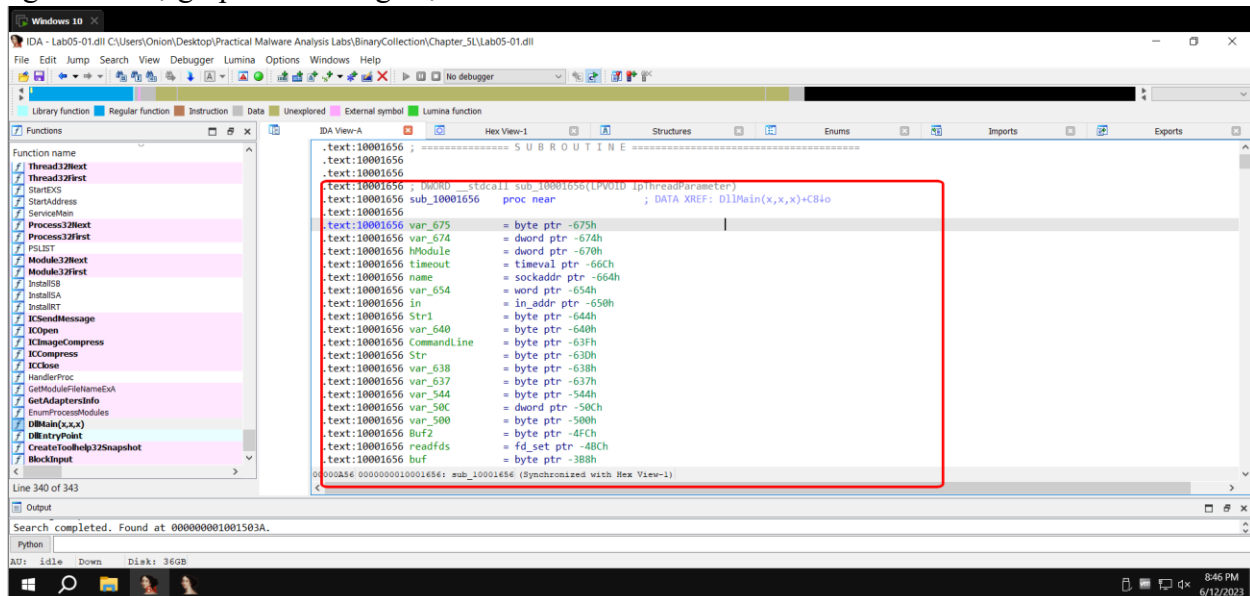 Windows 10
IDA - Lab05-01.dll C:\Users\Onion\Desktop\Practical Malware Analysis Labs\BinaryCollection\Chapter_5L\Lab05-01.dll
File Edit Jump Search View Debugger Lumina Options Windows Help
No debugger
Library function Regular function Instruction Data Unexplored External symbol Lumina function
Functions
IDA View-A Hex View-1 Structures Enums Imports Exports
Function name
Thread32Next
Thread32First
StartEXS
StartAddress
ServiceMain
Process32Next
Process32First
PSLIST
Module32Next
Module32First
InstallSB
InstallSA
InstallRT
ICSendMessage
ICOpen
ICImageCompress
ICCompress
ICClose
HandlerProc
GetModuleFileNameExA
GetAdaptersInfo
EnumProcessModules
DllMain(x,x,x)
DllEntryPoint
CreateToolhelp32Snapshot
BlockInput
Line 340 of 343
.text:10001656 ; =============== S U B R O U T I N E =======================================
.text:10001656
.text:10001656
.text:10001656 ; DWORD __stdcall sub_10001656(LPVOID lpThreadParameter)
.text:10001656 sub_10001656 proc near ; DATA XREF: DllMain(x,x,x)+C8↓o
.text:10001656
.text:10001656 var_675 = byte ptr -675h
.text:10001656 var_674 = dword ptr -674h
.text:10001656 hModule = dword ptr -670h
.text:10001656 timeout = timeval ptr -66Ch
.text:10001656 name = sockaddr ptr -664h
.text:10001656 var_654 = word ptr -654h
.text:10001656 in = in_addr ptr -650h
.text:10001656 Str1 = byte ptr -644h
.text:10001656 var_640 = byte ptr -640h
.text:10001656 CommandLine = byte ptr -63Fh
.text:10001656 Str = byte ptr -63Dh
.text:10001656 var_638 = byte ptr -638h
.text:10001656 var_637 = byte ptr -637h
.text:10001656 var_544 = byte ptr -544h
.text:10001656 var_50C = dword ptr -50Ch
.text:10001656 var_500 = byte ptr -500h
.text:10001656 Buf2 = byte ptr -4FCh
.text:10001656 readfds = fd_set ptr -4BCh
.text:10001656 buf = byte ptr -3B8h
00000A56 0000000010001656: sub_10001656 (Synchronized with Hex View-1)
Output
Search completed. Found at 000000001001503A.
Python
AU: idle Down Disk: 36GB
8:46 PM
6/12/2023